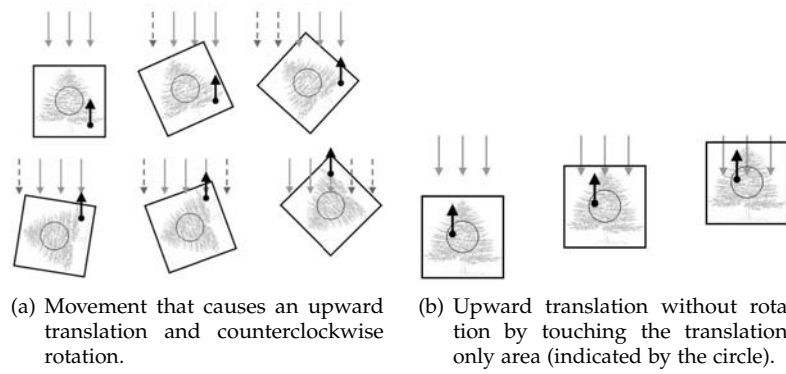 (a) Movement that causes an upward
translation and counterclockwise
rotation.
(b) Upward translation without rota-
tion by touching the translation
only area (indicated by the circle).